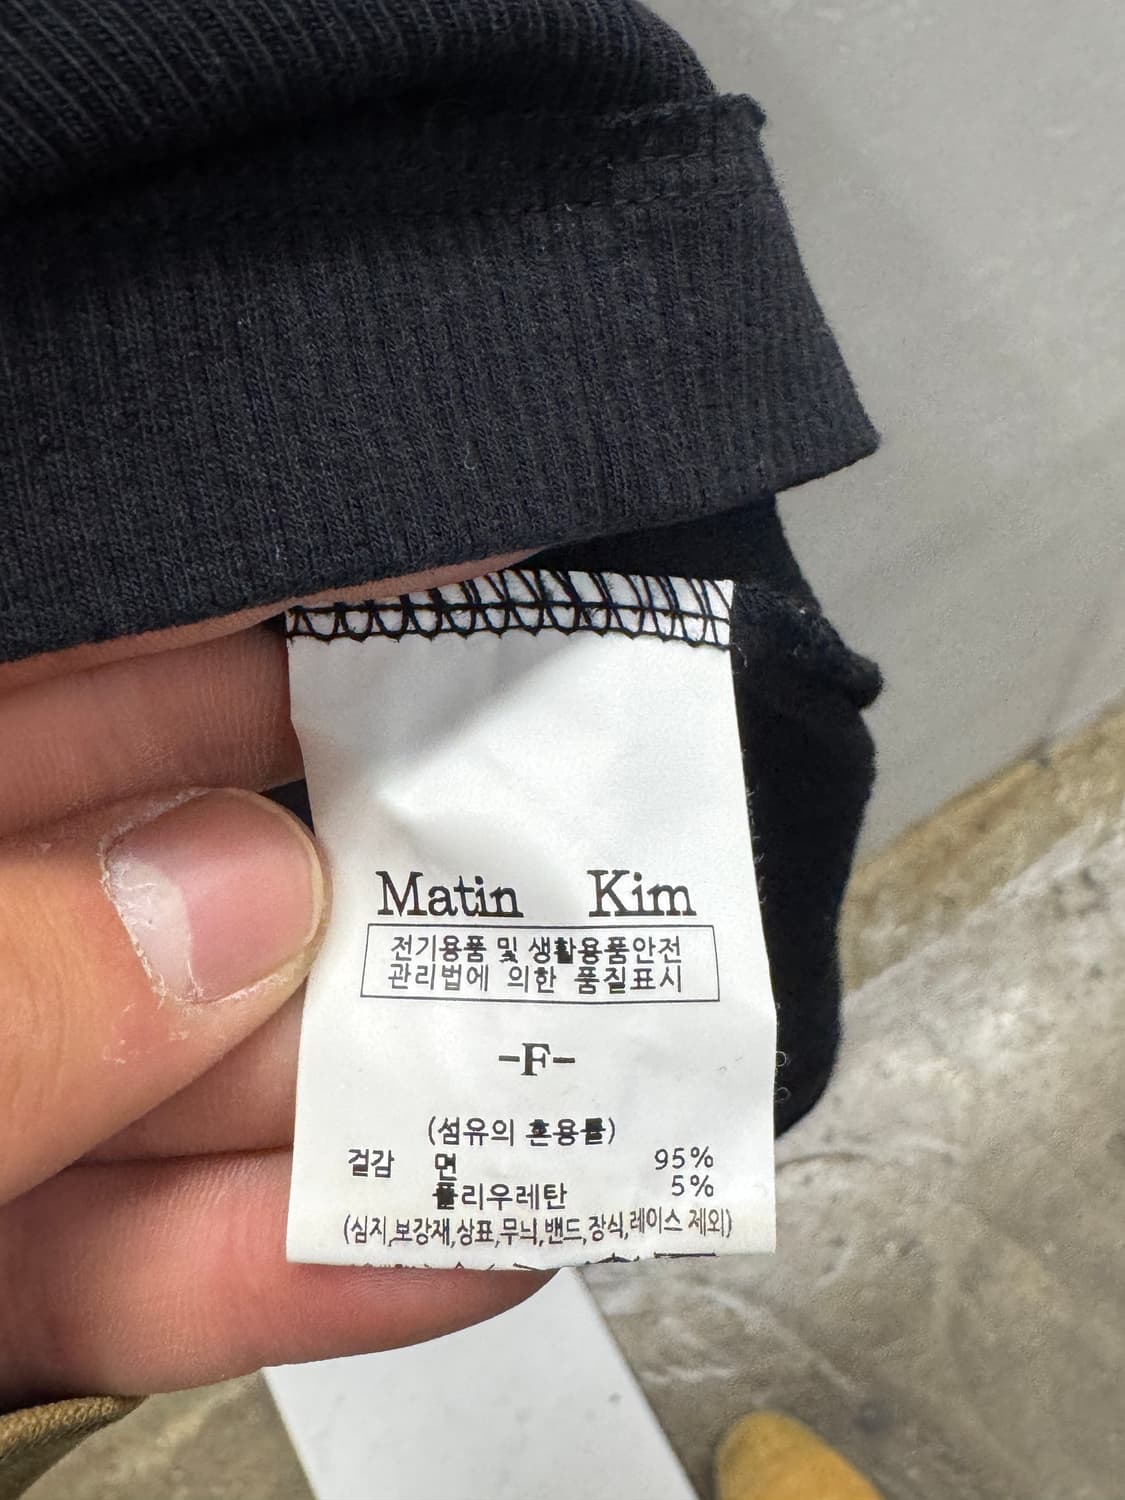 Matin Kim
전기용품 및 생활용품안전
관리법에 의한 품질표시
-F-
(섬유의 혼용률)
겉감 면 95%
폴리우레탄 5%
(심지,보강재,상표,무늬,밴드,장식,레이스 제외)